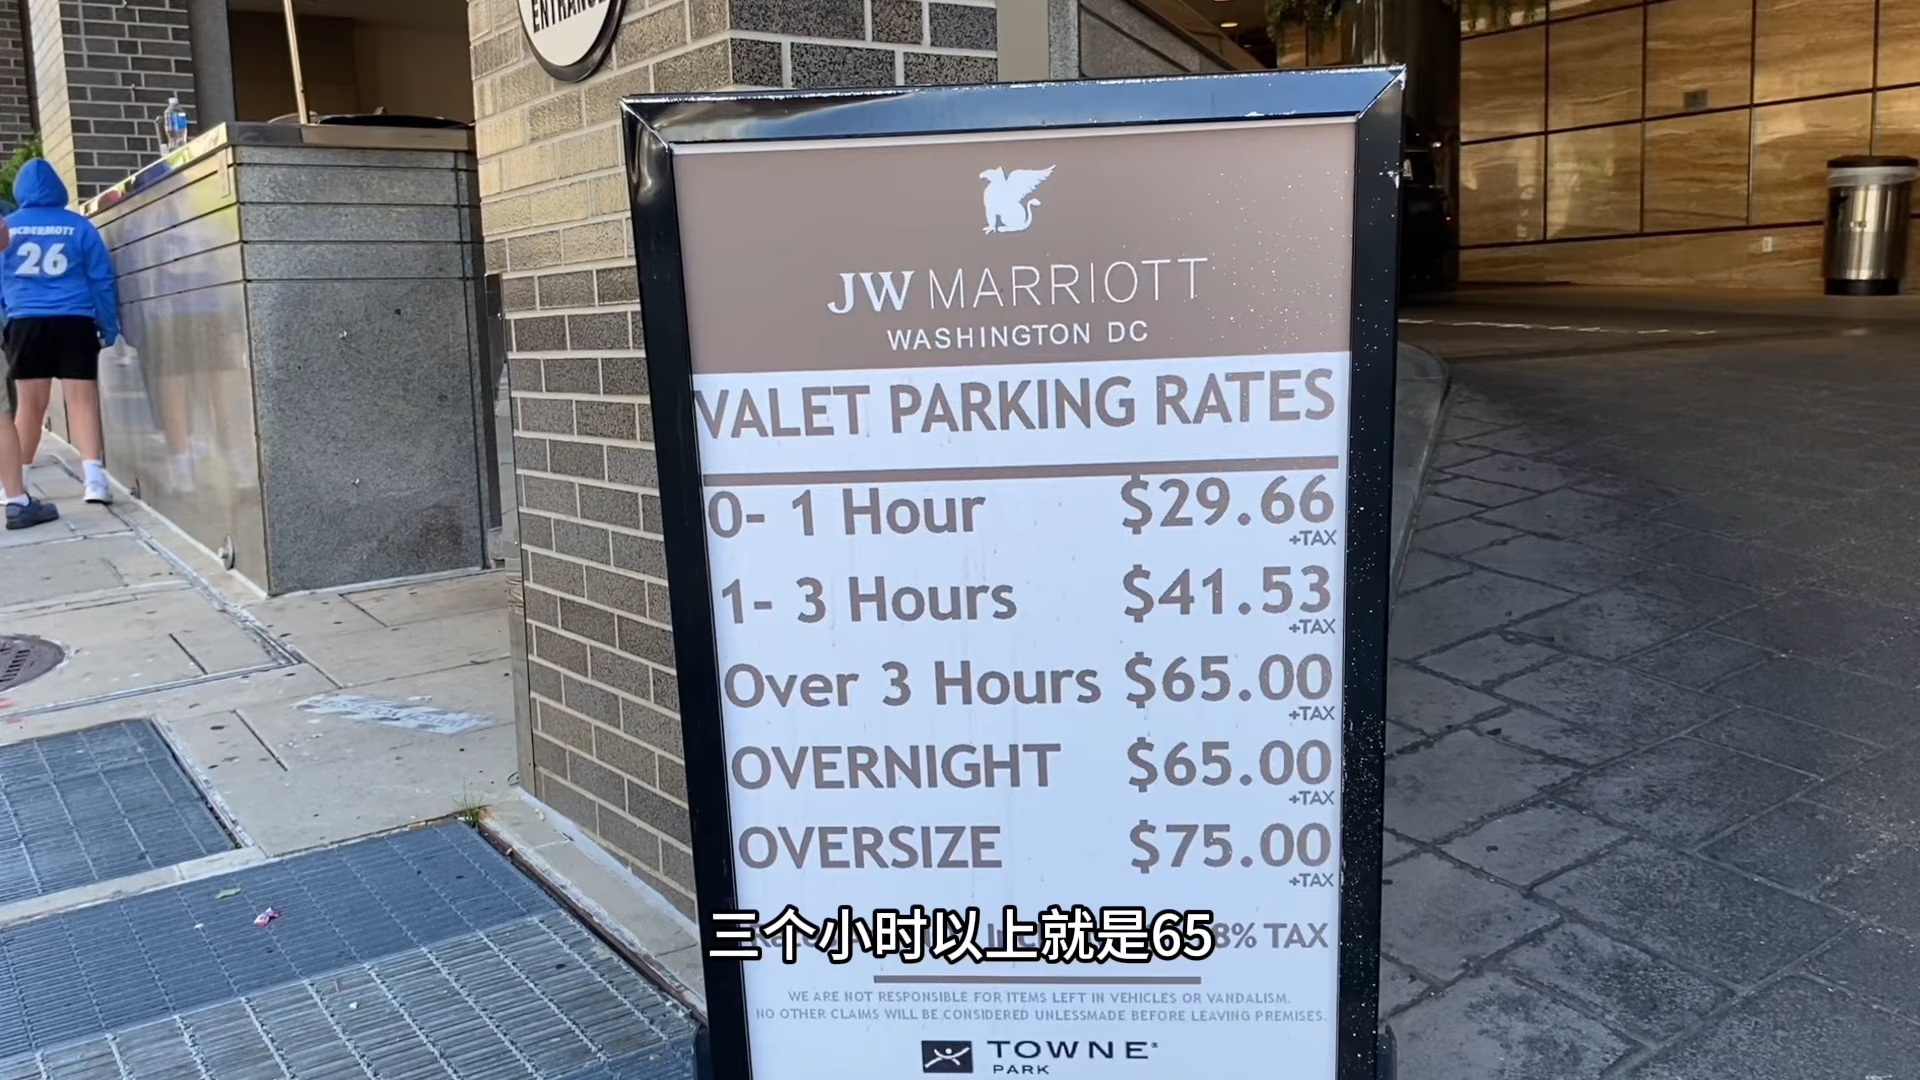 ENTRANCE
MCDERMOTT
26
JW MARRIOTT
WASHINGTON DC
VALET PARKING RATES
0- 1 Hour $29.66
+TAX
1- 3 Hours $41.53
+TAX
Over 3 Hours $65.00
+TAX
OVERNIGHT $65.00
+TAX
OVERSIZE $75.00
+TAX
8% TAX
三个小时以上就是65
WE ARE NOT RESPONSIBLE FOR ITEMS LEFT IN VEHICLES OR VANDALISM.
NO OTHER CLAIMS WILL BE CONSIDERED UNLESSMADE BEFORE LEAVING PREMISES.
TOWNE
PARK